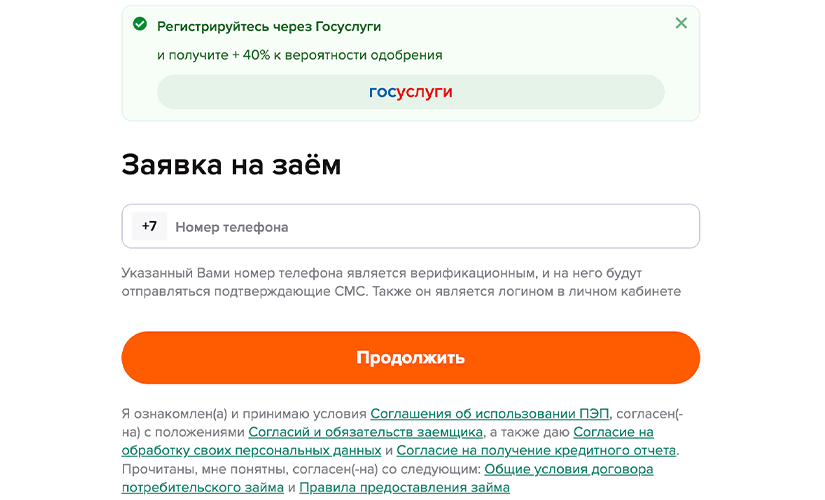 Регистрируйтесь через Госуслуги
и получите + 40% к вероятности одобрения
госуслуги
Заявка на заём
+7 Номер телефона
Указанный Вами номер телефона является верификационным, и на него будут
отправляться подтверждающие СМС. Также он является логином в личном кабинете
Продолжить
Я ознакомлен(а) и принимаю условия Соглашения об использовании ПЭП, согласен(-
на) с положениями Согласий и обязательств заемщика, а также даю Согласие на
обработку своих персональных данных и Согласие на получение кредитного отчета.
Прочитаны, мне понятны, согласен(-на) со следующим: Общие условия договора
потребительского займа и Правила предоставления займа